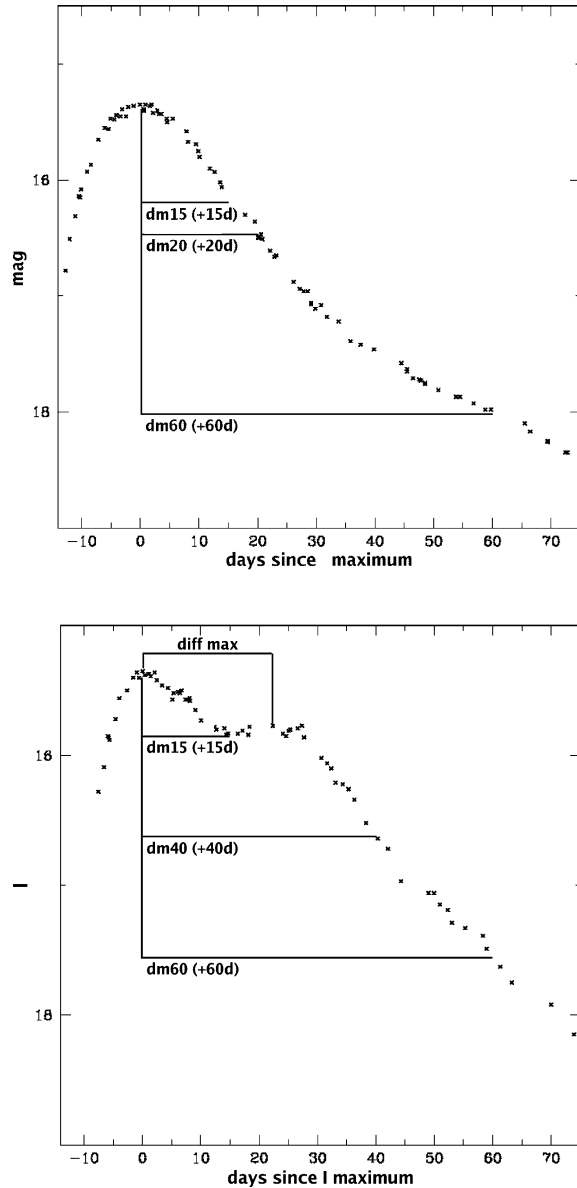 16
dm15 (+15d)
dm20 (+20d)
mag
18
dm60 (+60d)
−10 0 10 20 30 40 50 60 70
days since maximum
diff max
16
dm15 (+15d)
dm40 (+40d)
I
dm60 (+60d)
18
−10 0 10 20 30 40 50 60 70
days since I maximum